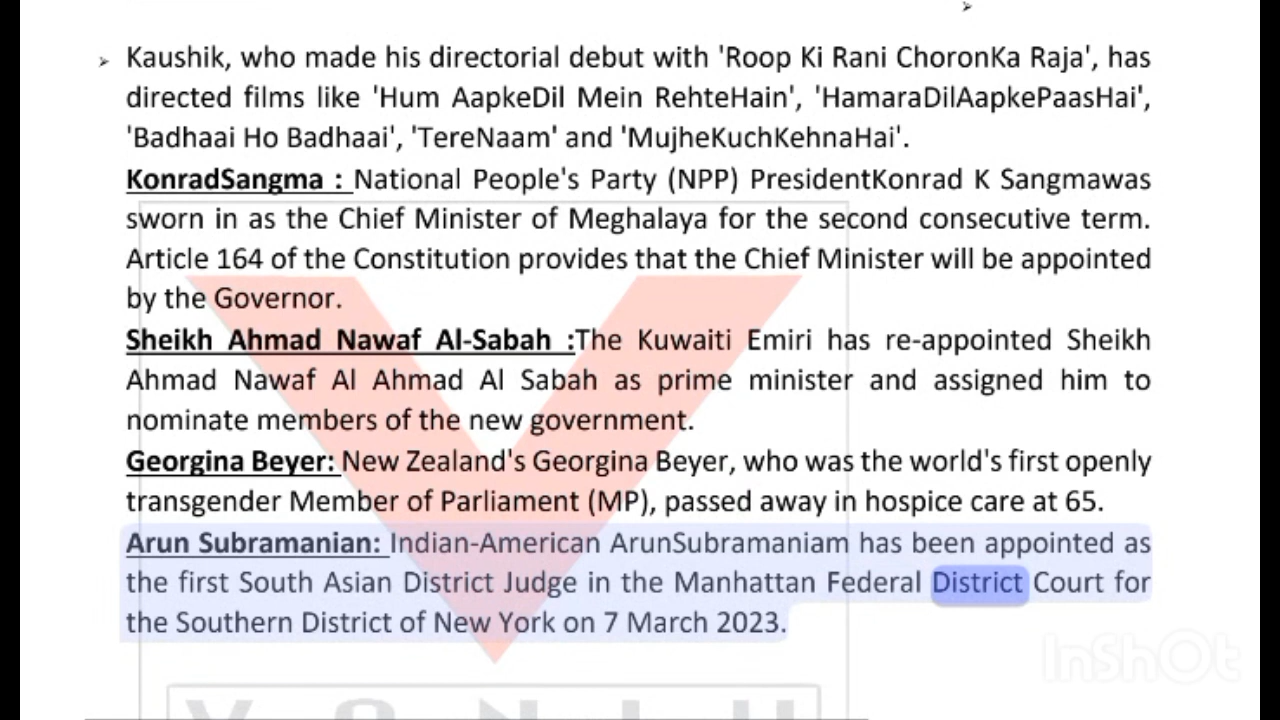 Kaushik, who made his directorial debut with 'Roop Ki Rani ChoronKa Raja', has
directed films like 'Hum AapkeDil Mein RehteHain', 'HamaraDilAapkePaasHai',
'Badhaai Ho Badhaai', 'TereNaam' and 'MujheKuchKehnaHai'.
KonradSangma : National People's Party (NPP) PresidentKonrad K Sangmawas
sworn in as the Chief Minister of Meghalaya for the second consecutive term.
Article 164 of the Constitution provides that the Chief Minister will be appointed
by the Governor.
Sheikh Ahmad Nawaf Al-Sabah :The Kuwaiti Emiri has re-appointed Sheikh
Ahmad Nawaf Al Ahmad Al Sabah as prime minister and assigned him to
nominate members of the new government.
Georgina Beyer: New Zealand's Georgina Beyer, who was the world's first openly
transgender Member of Parliament (MP), passed away in hospice care at 65.
Arun Subramanian: Indian-American ArunSubramaniam has been appointed as
the first South Asian District Judge in the Manhattan Federal District Court for
the Southern District of New York on 7 March 2023.
InShOt